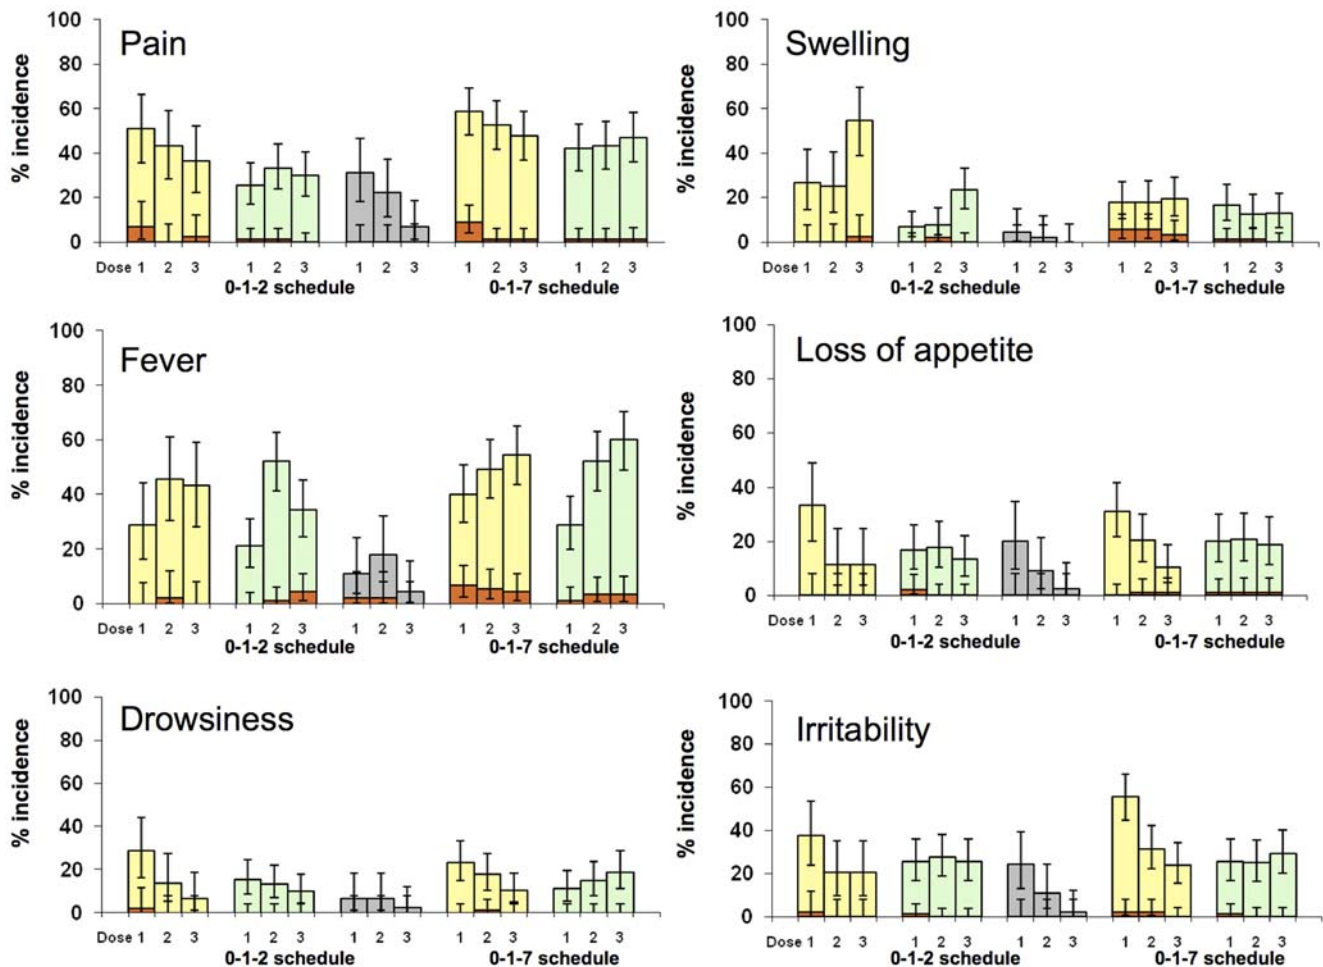 Pain
% incidence
100
80
60
40
20
0
Dose 1 2 3 1 2 3 1 2 3 1 2 3 1 2 3
0-1-2 schedule 0-1-7 schedule
Swelling
% incidence
100
80
60
40
20
0
Dose 1 2 3 1 2 3 1 2 3 1 2 3 1 2 3
0-1-2 schedule 0-1-7 schedule
Fever
% incidence
100
80
60
40
20
0
Dose 1 2 3 1 2 3 1 2 3 1 2 3 1 2 3
0-1-2 schedule 0-1-7 schedule
Loss of appetite
% incidence
100
80
60
40
20
0
Dose 1 2 3 1 2 3 1 2 3 1 2 3 1 2 3
0-1-2 schedule 0-1-7 schedule
Drowsiness
% incidence
100
80
60
40
20
0
Dose 1 2 3 1 2 3 1 2 3 1 2 3 1 2 3
0-1-2 schedule 0-1-7 schedule
Irritability
% incidence
100
80
60
40
20
0
Dose 1 2 3 1 2 3 1 2 3 1 2 3 1 2 3
0-1-2 schedule 0-1-7 schedule